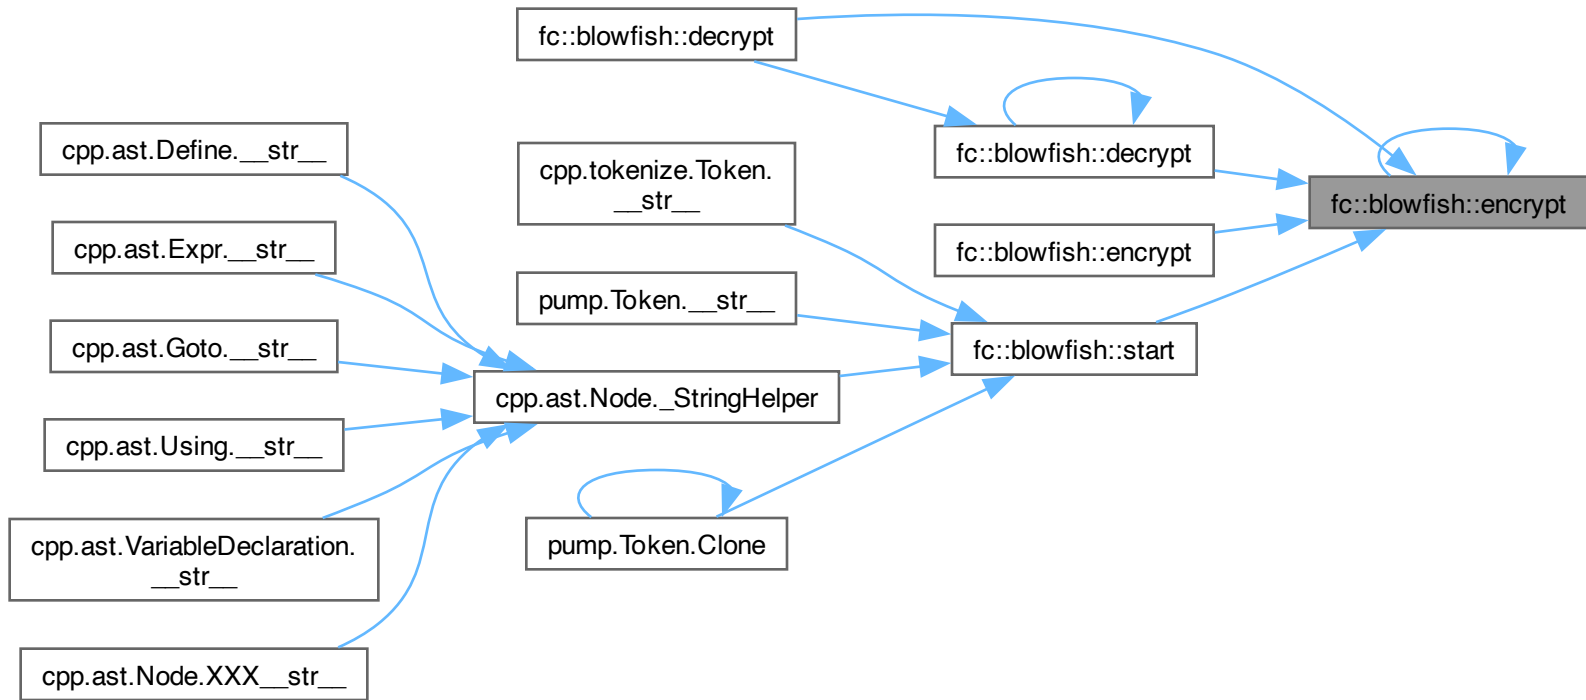 fc::blowfish::decrypt
cpp.ast.Define.__str__
fc::blowfish::decrypt
cpp.tokenize.Token.
__str__
fc::blowfish::encrypt
cpp.ast.Expr.__str__
fc::blowfish::encrypt
pump.Token.__str__
cpp.ast.Goto.__str__
fc::blowfish::start
cpp.ast.Node._StringHelper
cpp.ast.Using.__str__
cpp.ast.VariableDeclaration.
__str__
pump.Token.Clone
cpp.ast.Node.XXX__str__